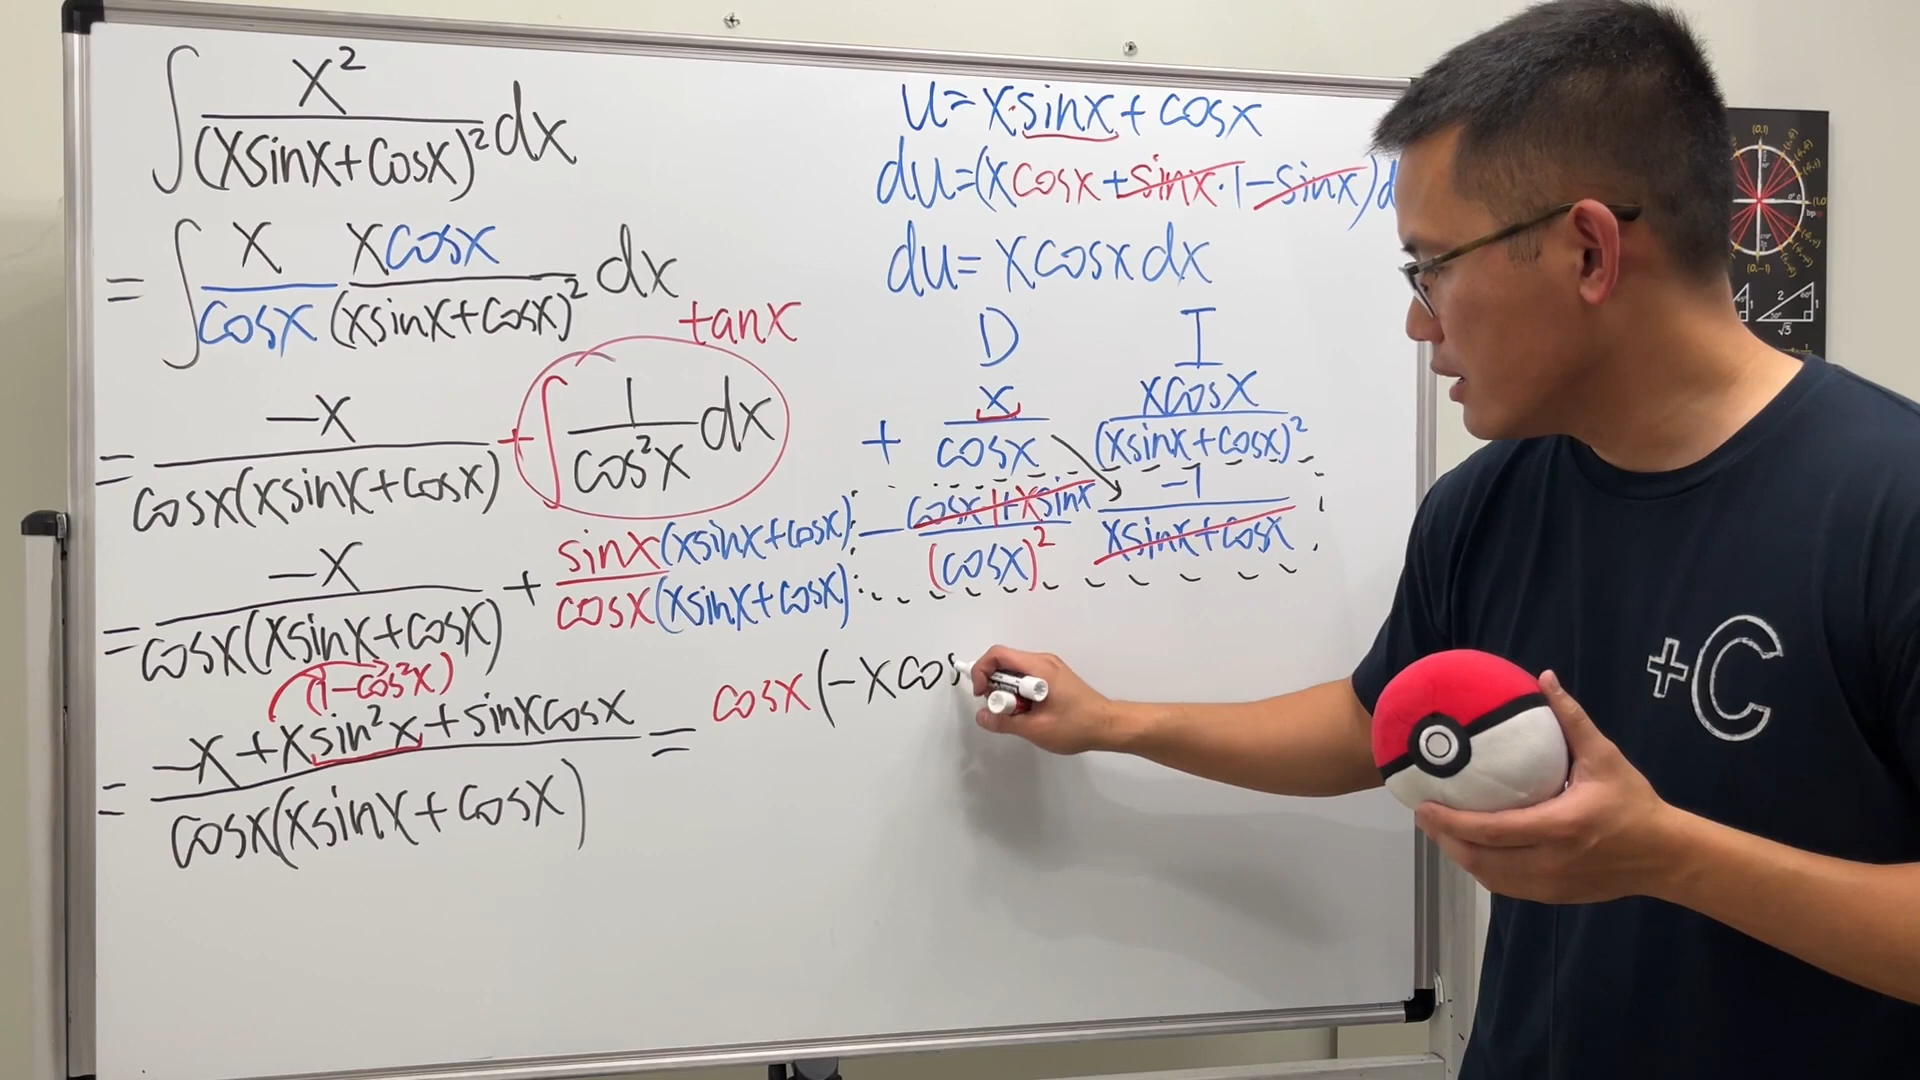 ∫ x² / (xsinx+cosx)² dx
= ∫ x / cosx · xcosx / (xsinx+cosx)² dx
tanx
= -x / cosx(xsinx+cosx) + ∫ 1 / cos²x dx
= -x / cosx(xsinx+cosx) + sinx(xsinx+cosx) / cosx(xsinx+cosx)
(1-cos²x)
= -x+xsin²x+sinxcosx / cosx(xsinx+cosx) = cosx(-xcos
u=x·sinx+cosx
du=(xcosx+sinx·1-sinx)d
du=xcosxdx
D I
+ x / cosx xcosx / (xsinx+cosx)²
- cosx·1+xsinx / (cosx)² -1 / xsinx+cosx
+C